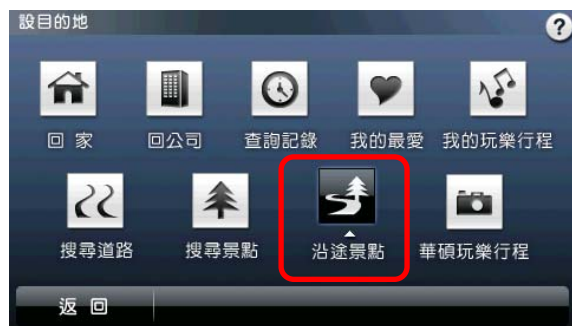 設目的地
?
回 家 回公司 查詢記錄 我的最愛 我的玩樂行程
搜尋道路 搜尋景點 沿途景點 華碩玩樂行程
返 回